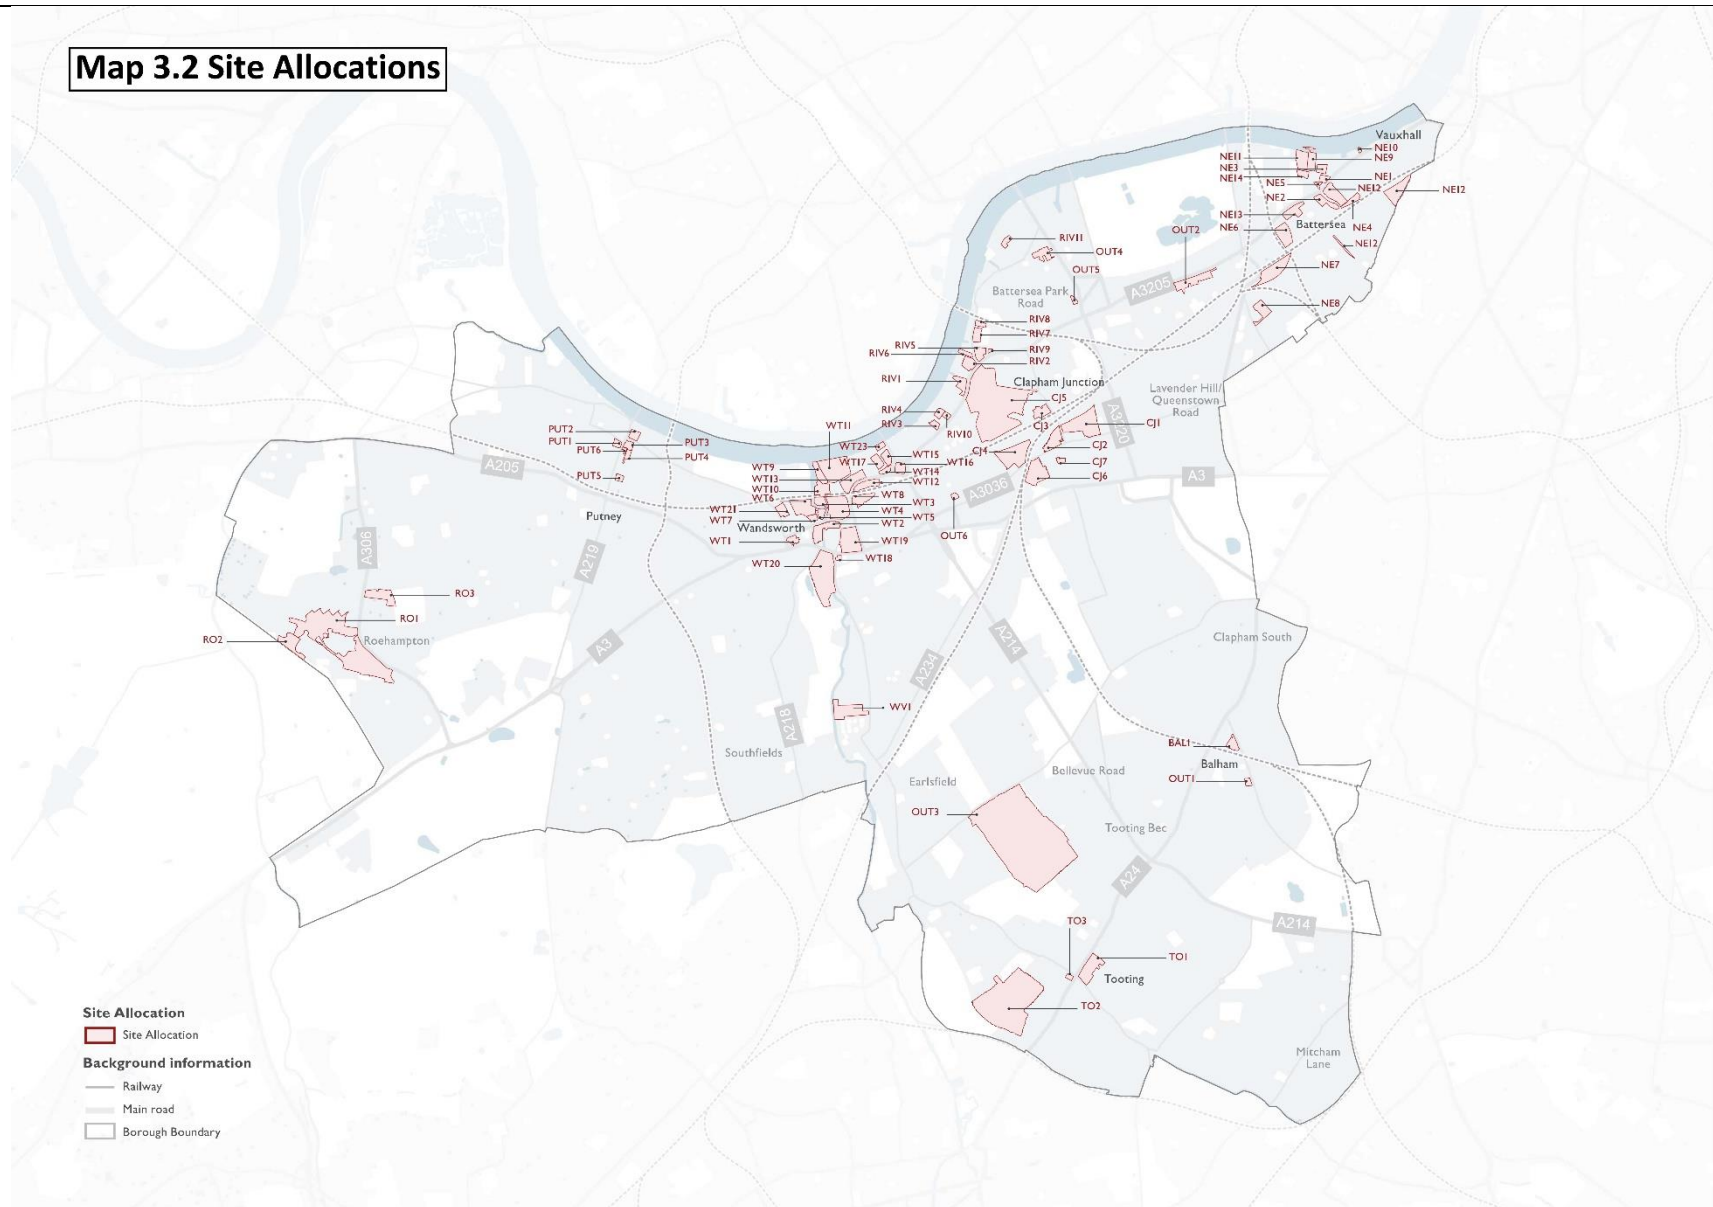 Map 3.2 Site Allocations
Vauxhall
NE10
NE11
NE9
NE3
NE14
NE1
NE5
NE12
NE12
NE2
NE13
Battersea
NE4
NE6
OUT2
RIV11
NE12
OUT4
NE7
OUT5
A3205
Battersea Park
Road
NE8
RIV8
RIV7
RIV5
RIV9
RIV6
RIV2
RIV1
Clapham Junction
Lavender Hill/
Queenstown
Road
CJ5
RIV4
RIV3
RIV10
CJ3
A3220
CJ1
PUT2
PUT1
PUT3
PUT6
PUT4
PUT5
WT11
WT23
WT15
CJ4
CJ2
A205
WT9
WT17
WT16
CJ7
WT13
WT14
CJ6
A3
WT10
WT12
A3036
WT6
WT8
WT3
WT21
WT4
Putney
WT7
WT5
Wandsworth
WT2
OUT6
WT1
WT19
A306
A219
WT20
WT18
RO3
RO1
RO2
Roehampton
A3
A214
Clapham South
A234
WV1
A218
Southfields
BAL1
Balham
Earlsfield
Bellevue Road
OUT1
OUT3
Tooting Bec
A24
TO3
A214
TO1
Tooting
TO2
Mitcham
Lane
Site Allocation
Site Allocation
Background information
Railway
Main road
Borough Boundary